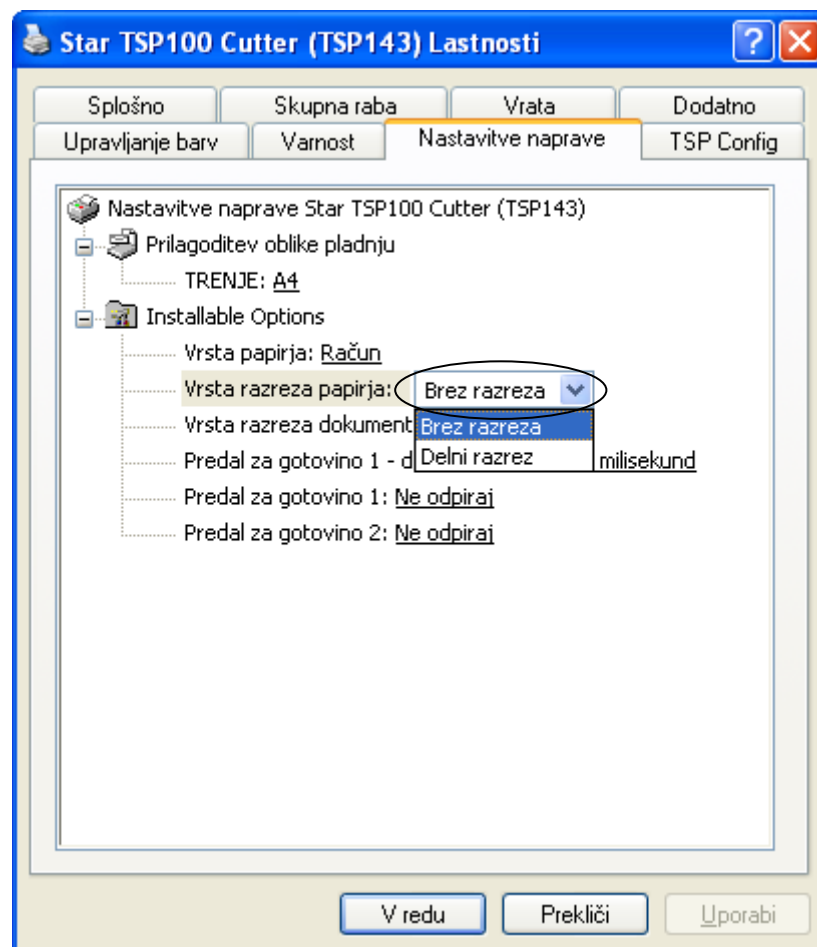 Star TSP100 Cutter (TSP143) Lastnosti
Splošno Skupna raba Vrata Dodatno
Upravljanje barv Varnost Nastavitve naprave TSP Config
Nastavitve naprave Star TSP100 Cutter (TSP143)
Prilagoditev oblike pladnju
TRENJE: A4
Installable Options
Vrsta papirja: Račun
Vrsta razreza papirja: Brez razreza
Vrsta razreza dokument Brez razreza
Predal za gotovino 1 - d Delni razrez milisekund
Predal za gotovino 1: Ne odpiraj
Predal za gotovino 2: Ne odpiraj
V redu Prekliči Uporabi